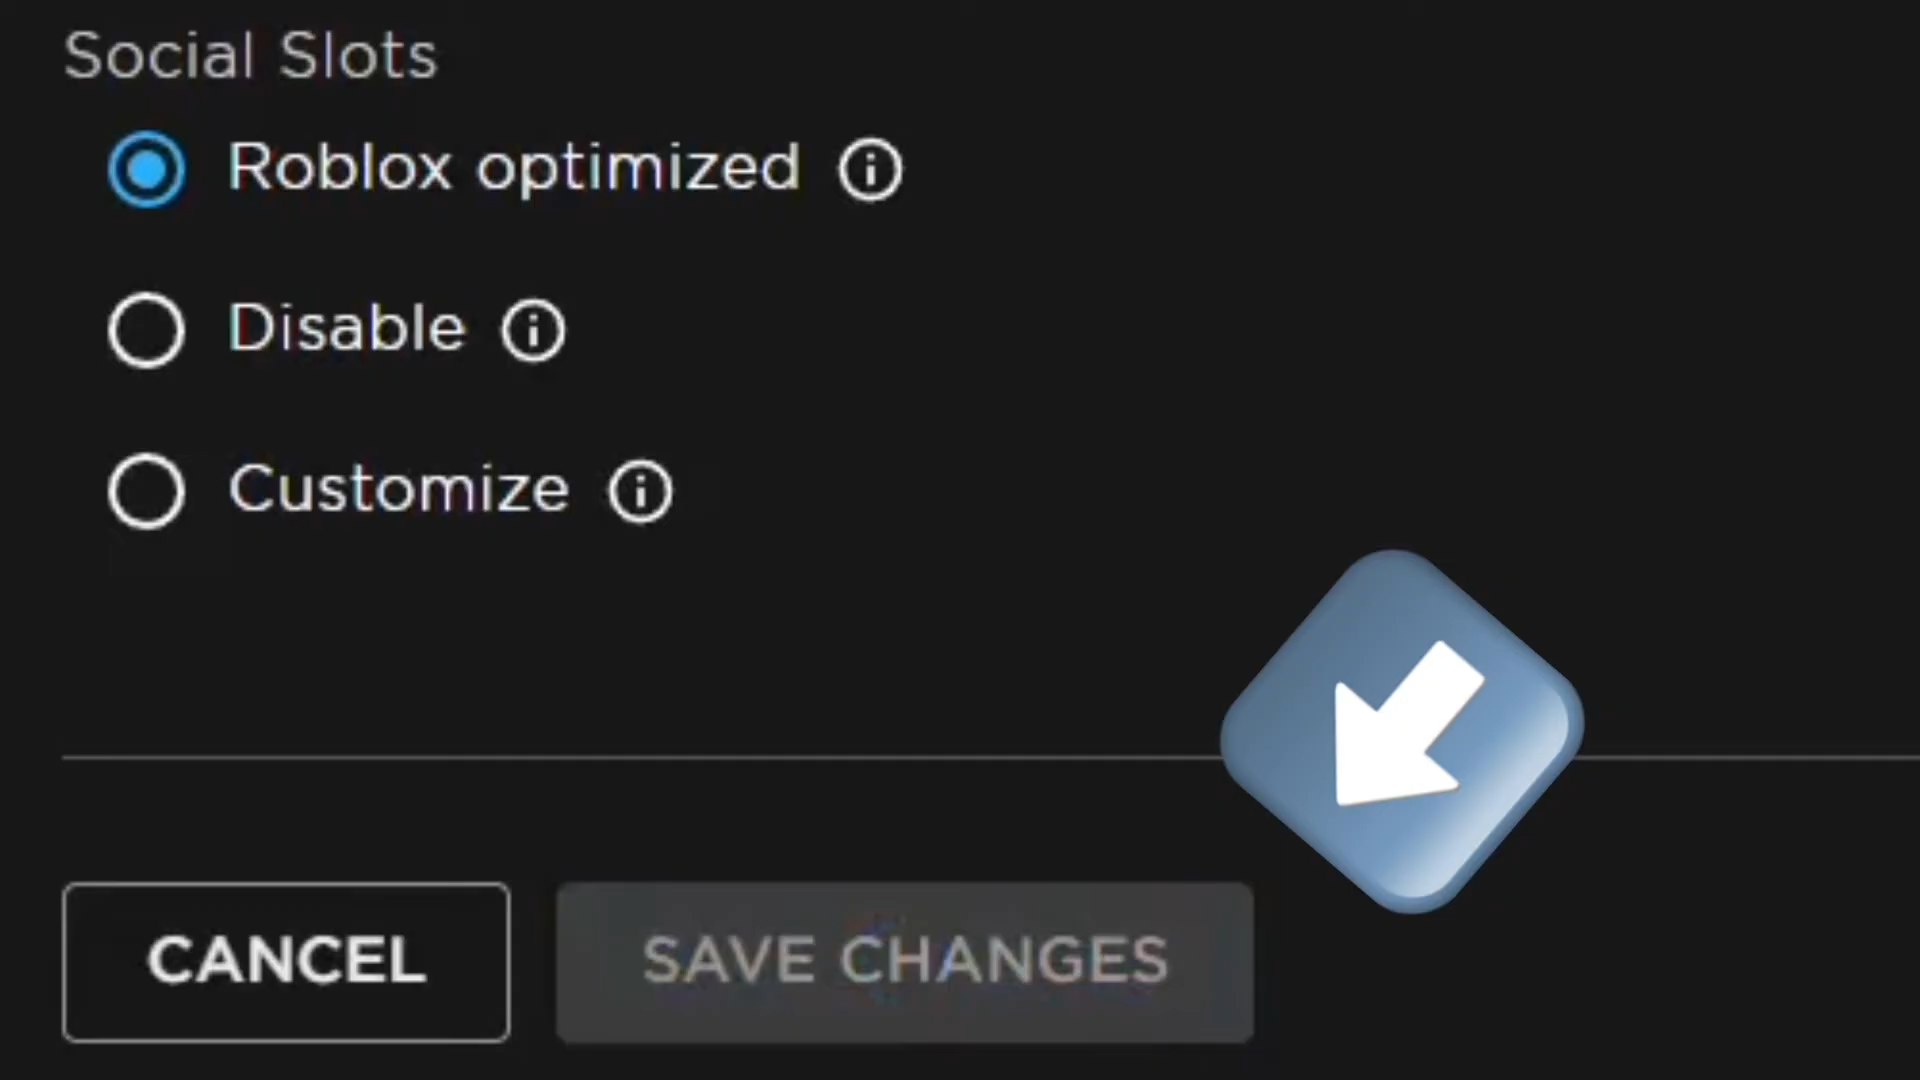 Social Slots
Roblox optimized
Disable
Customize
CANCEL SAVE CHANGES